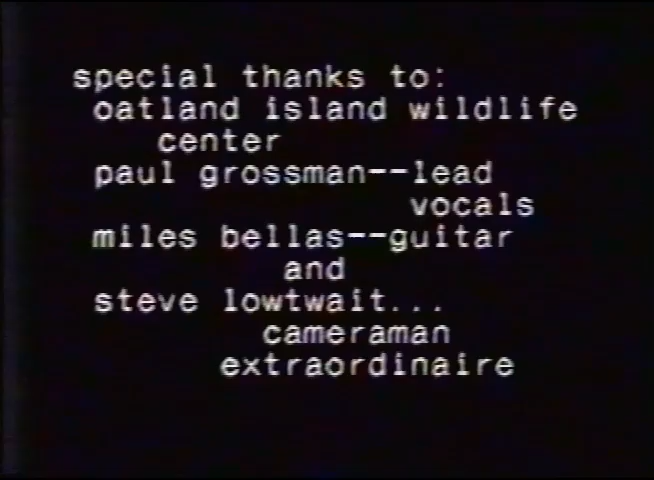 special thanks to:
oatland island wildlife
center
paul grossman--lead
vocals
miles bellas--guitar
and
steve lowtwait...
cameraman
extraordinaire